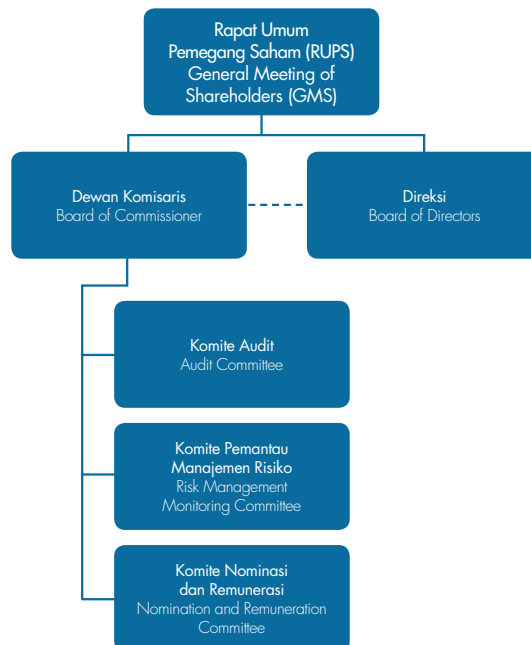 Rapat Umum
Pemegang Saham (RUPS)
General Meeting of
Shareholders (GMS)
Dewan Komisaris
Board of Commissioner
Direksi
Board of Directors
Komite Audit
Audit Committee
Komite Pemantau
Manajemen Risiko
Risk Management
Monitoring Committee
Komite Nominasi
dan Remunerasi
Nomination and Remuneration
Committee